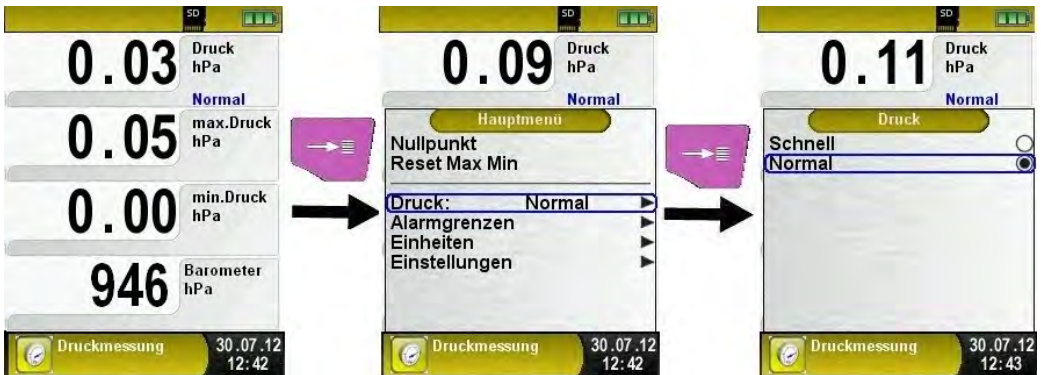 SD
0.03 Druck
hPa
Normal
0.05 max.Druck
hPa
0.00 min.Druck
hPa
946 Barometer
hPa
Druckmessung 30.07.12
12:42
SD
0.09 Druck
hPa
Normal
Hauptmenü
Nullpunkt
Reset Max Min
Druck: Normal
Alarmgrenzen
Einheiten
Einstellungen
Druckmessung 30.07.12
12:42
SD
0.11 Druck
hPa
Normal
Druck
Schnell
Normal
Druckmessung 30.07.12
12:43